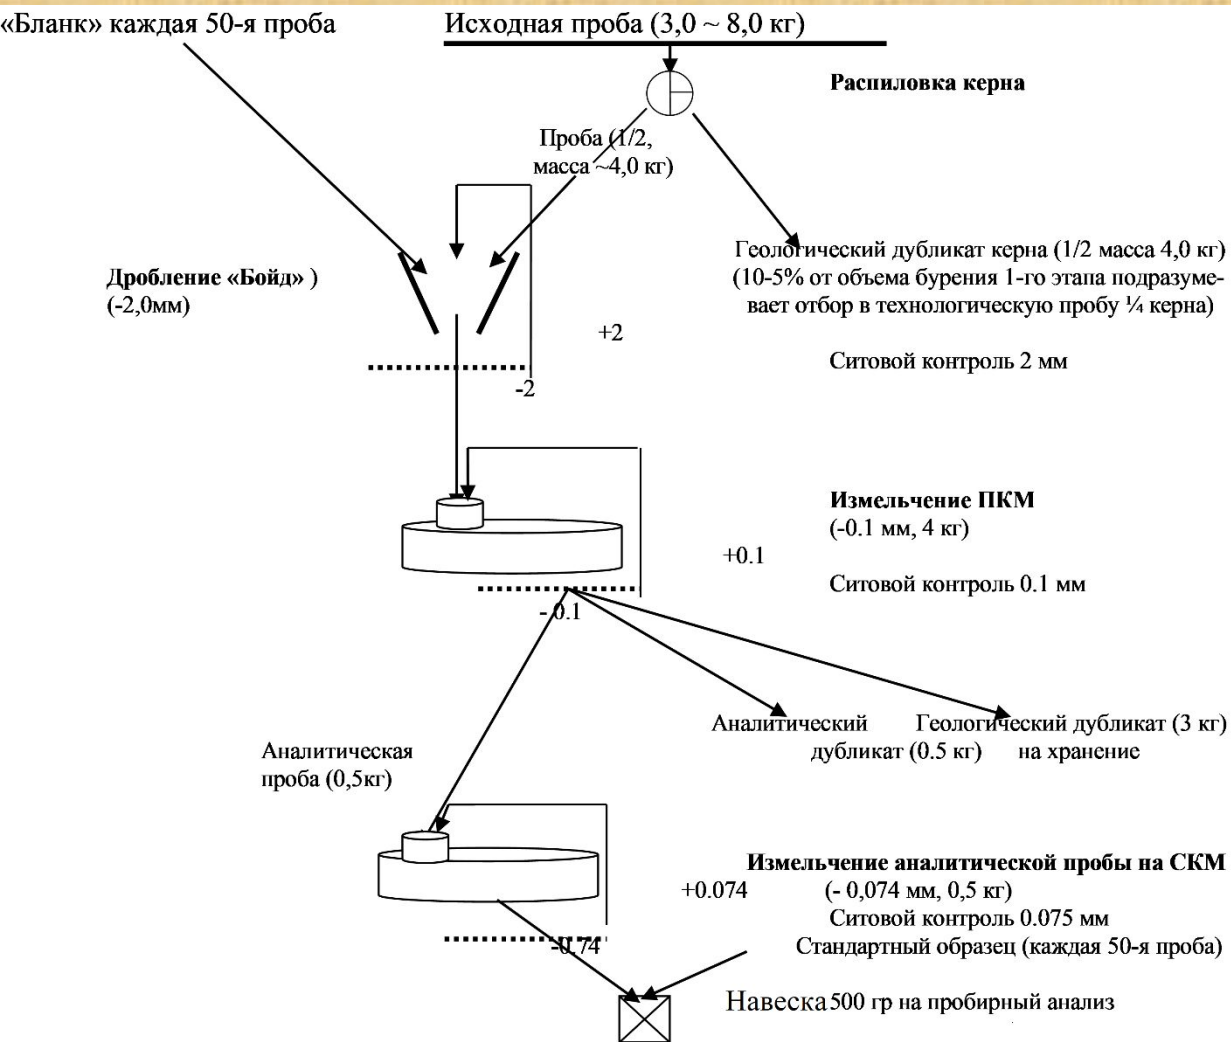 «Бланк» каждая 50-я проба
Исходная проба (3,0 ~ 8,0 кг)
Распиловка керна
Проба (1/2,
масса ~4,0 кг)
Геологический дубликат керна (1/2 масса 4,0 кг)
(10-5% от объема бурения 1-го этапа подразуме-
вает отбор в технологическую пробу ¼ керна)
Дробление «Бойд» )
(-2,0мм)
+2
Ситовой контроль 2 мм
-2
Измельчение ПКМ
(-0.1 мм, 4 кг)
+0.1
Ситовой контроль 0.1 мм
- 0.1
Аналитический
дубликат (0.5 кг)
Геологический дубликат (3 кг)
на хранение
Аналитическая
проба (0,5кг)
Измельчение аналитической пробы на СКМ
+0.074
(- 0,074 мм, 0,5 кг)
Ситовой контроль 0.075 мм
-0.74
Стандартный образец (каждая 50-я проба)
Навеска 500 гр на пробирный анализ